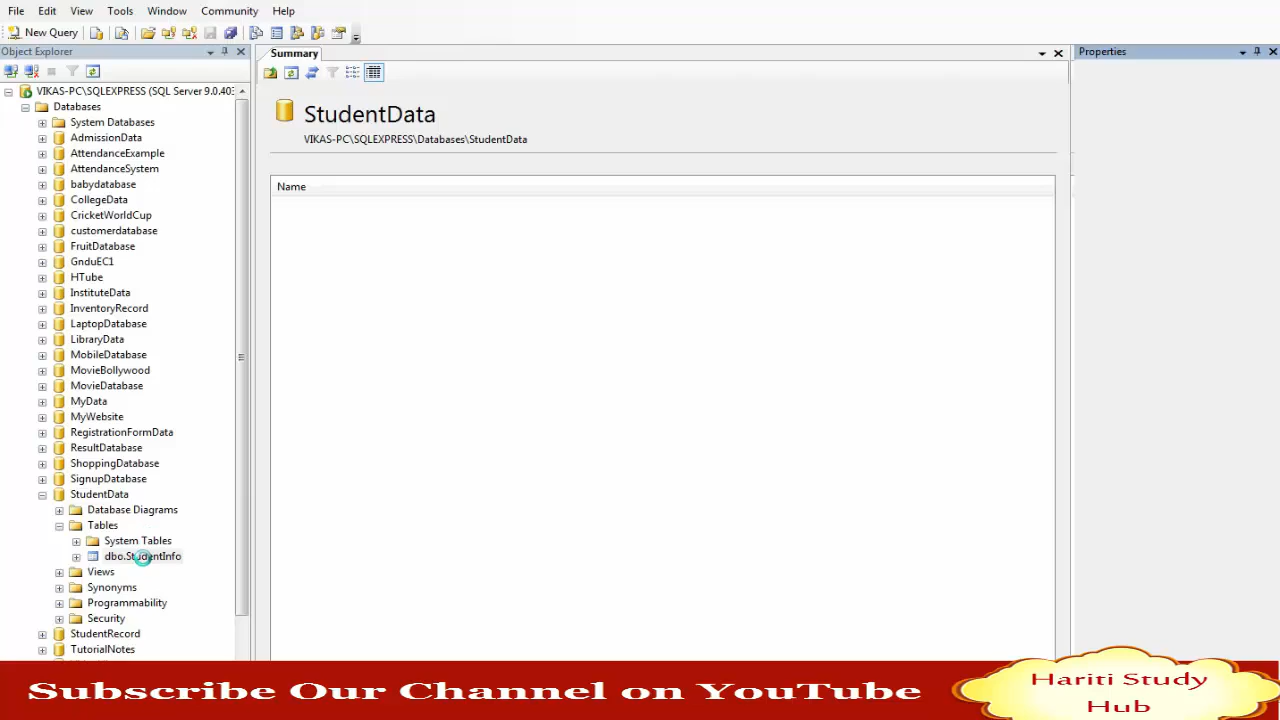 File Edit View Tools Window Community Help
New Query
Object Explorer
VIKAS-PC\SQLEXPRESS (SQL Server 9.0.403
Databases
System Databases
AdmissionData
AttendanceExample
AttendanceSystem
babydatabase
CollegeData
CricketWorldCup
customerdatabase
FruitDatabase
GnduEC1
HTube
InstituteData
InventoryRecord
LaptopDatabase
LibraryData
MobileDatabase
MovieBollywood
MovieDatabase
MyData
MyWebsite
RegistrationFormData
ResultDatabase
ShoppingDatabase
SignupDatabase
StudentData
Database Diagrams
Tables
System Tables
dbo.StudentInfo
Views
Synonyms
Programmability
Security
StudentRecord
TutorialNotes
Summary
StudentData
VIKAS-PC\SQLEXPRESS\Databases\StudentData
Name
Properties
Subscribe Our Channel on YouTube
Hariti Study
Hub